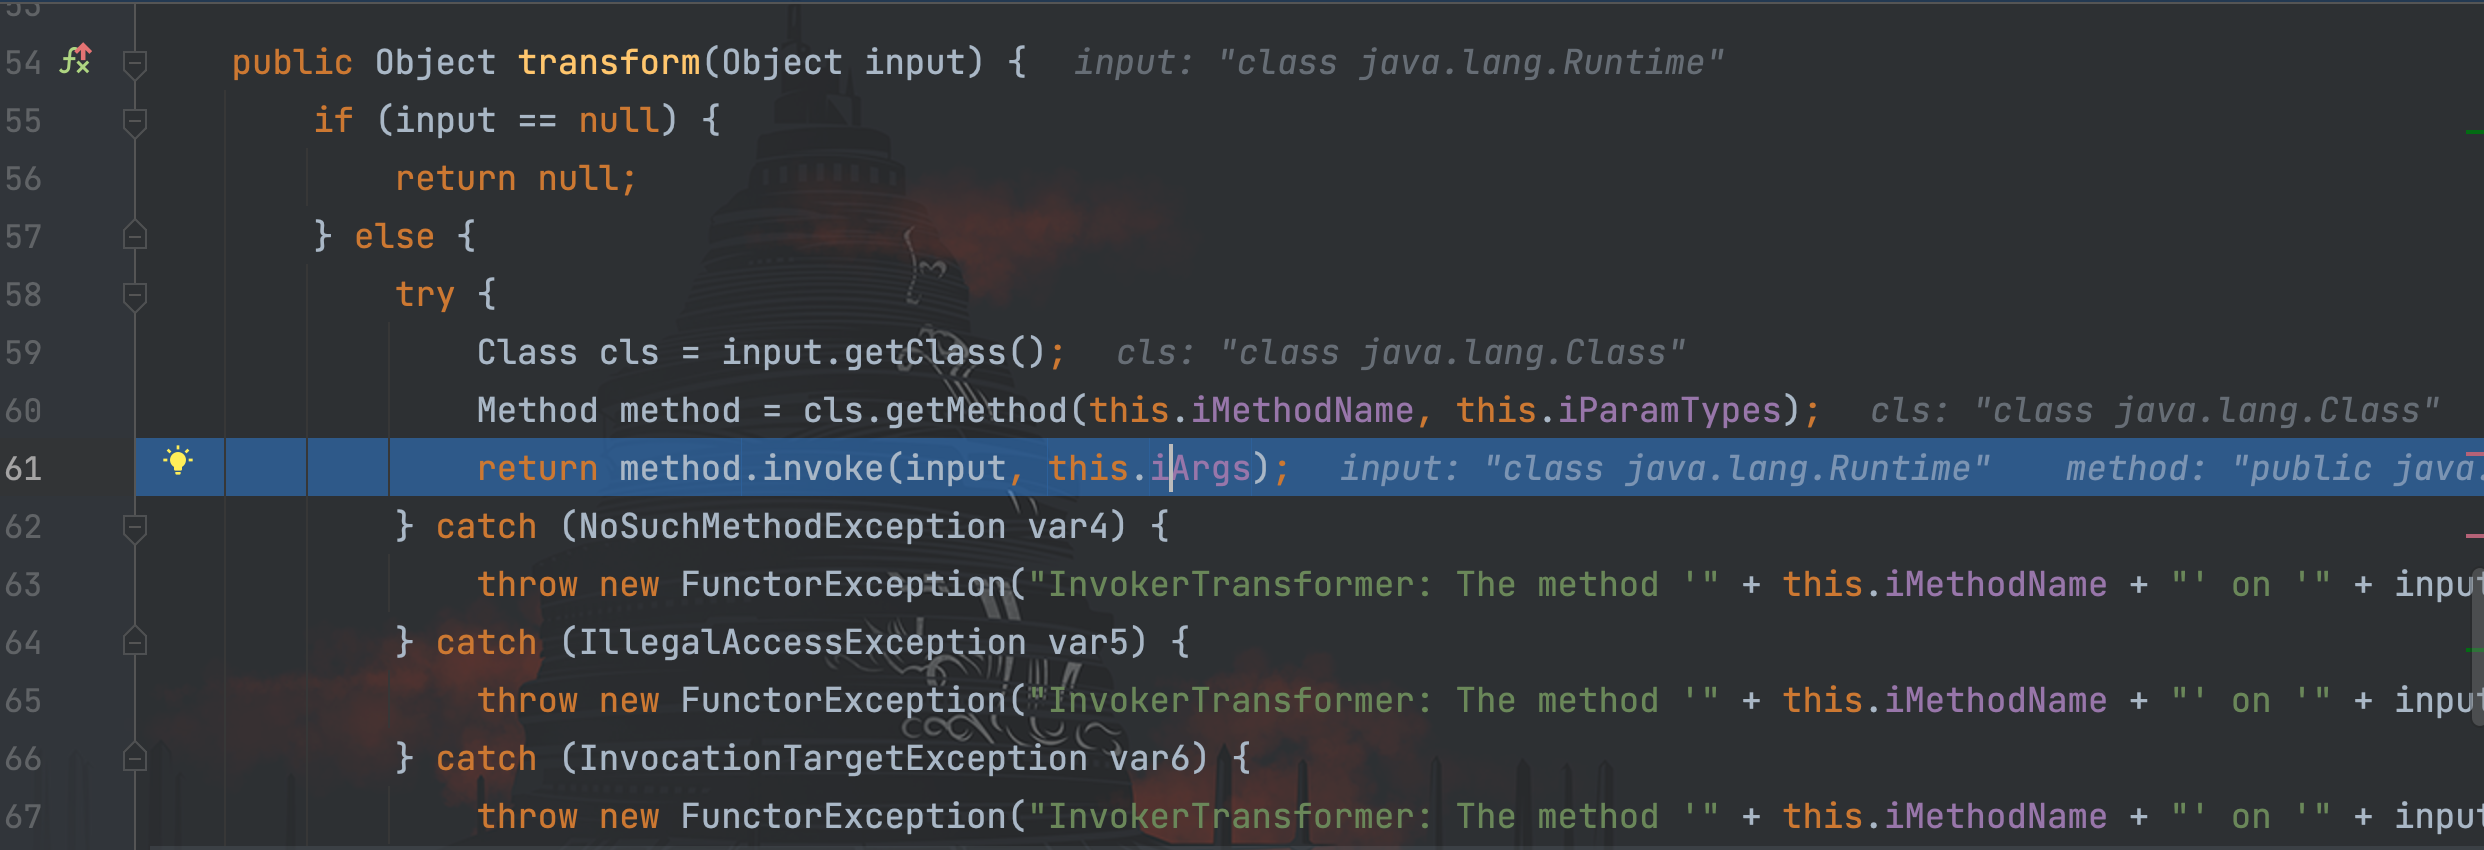 53
54 public Object transform(Object input) { input: "class java.lang.Runtime"
55 if (input == null) {
56 return null;
57 } else {
58 try {
59 Class cls = input.getClass(); cls: "class java.lang.Class"
60 Method method = cls.getMethod(this.iMethodName, this.iParamTypes); cls: "class java.lang.Class"
61 return method.invoke(input, this.iArgs); input: "class java.lang.Runtime" method: "public java.
62 } catch (NoSuchMethodException var4) {
63 throw new FunctorException("InvokerTransformer: The method '" + this.iMethodName + "' on '" + input
64 } catch (IllegalAccessException var5) {
65 throw new FunctorException("InvokerTransformer: The method '" + this.iMethodName + "' on '" + input
66 } catch (InvocationTargetException var6) {
67 throw new FunctorException("InvokerTransformer: The method '" + this.iMethodName + "' on '" + input